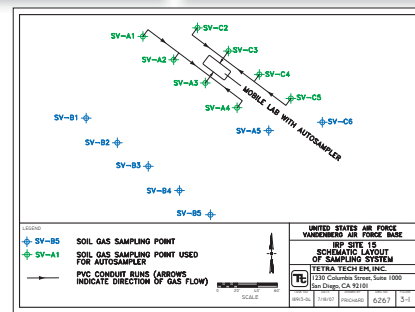 SV-C2
SV-A1
SV-C3
SV-A2
SV-C4
SV-A3
SV-C5
SV-A4
MOBILE LAB WITH AUTOSAMPLER
SV-B1
SV-A5
SV-C6
SV-B2
SV-B3
SV-B4
SV-B5
LEGEND
SV-B5 SOIL GAS SAMPLING POINT
SV-A1 SOIL GAS SAMPLING POINT USED
FOR AUTOSAMPLER
PVC CONDUIT RUNS (ARROWS
INDICATE DIRECTION OF GAS FLOW)
SCALE
UNITED STATES AIR FORCE
VANDENBERG AIR FORCE BASE
IRP SITE 15
SCHEMATIC LAYOUT
OF SAMPLING SYSTEM
TETRA TECH EM, INC.
1230 Columbia Street, Suite 1000
San Diego, CA 92101
7/18/07 PRICHARD 6267 3-1